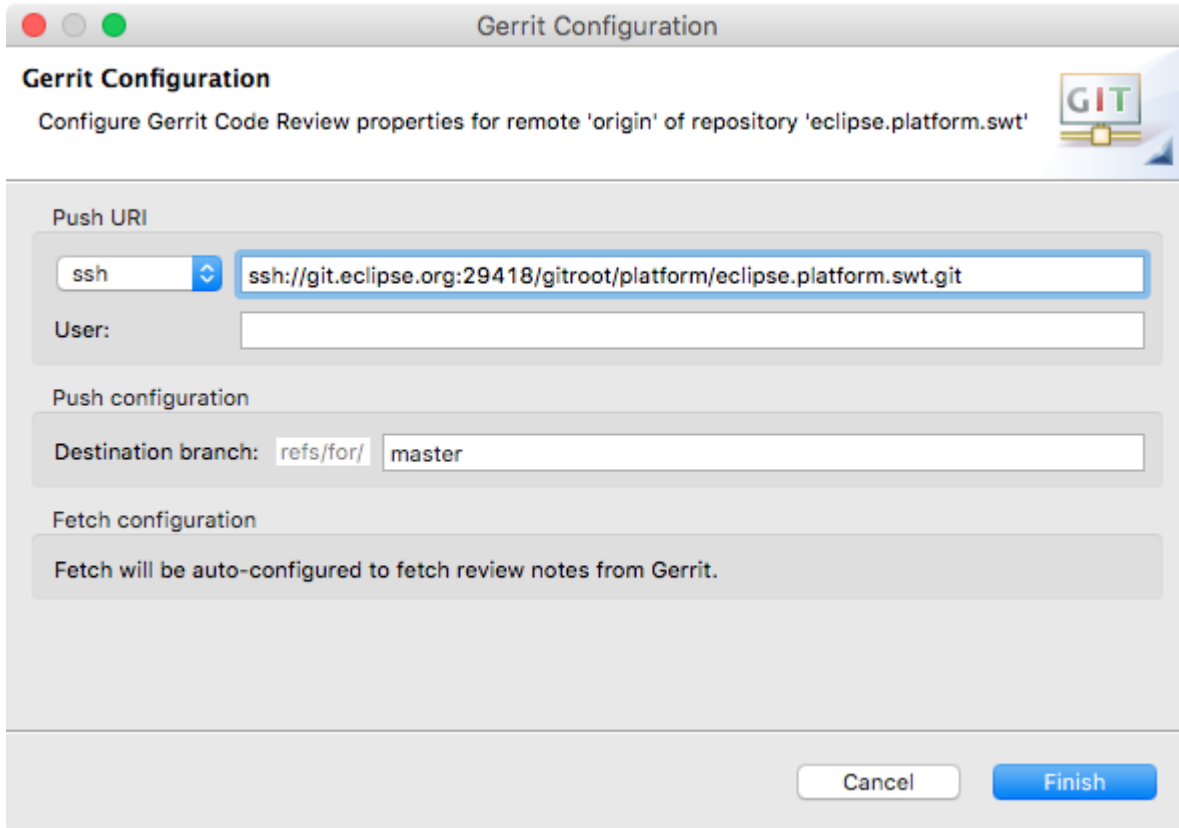 Gerrit Configuration
Gerrit Configuration
Configure Gerrit Code Review properties for remote 'origin' of repository 'eclipse.platform.swt'
GIT
Push URI
ssh ssh://git.eclipse.org:29418/gitroot/platform/eclipse.platform.swt.git
User:
Push configuration
Destination branch: refs/for/ master
Fetch configuration
Fetch will be auto-configured to fetch review notes from Gerrit.
Cancel Finish